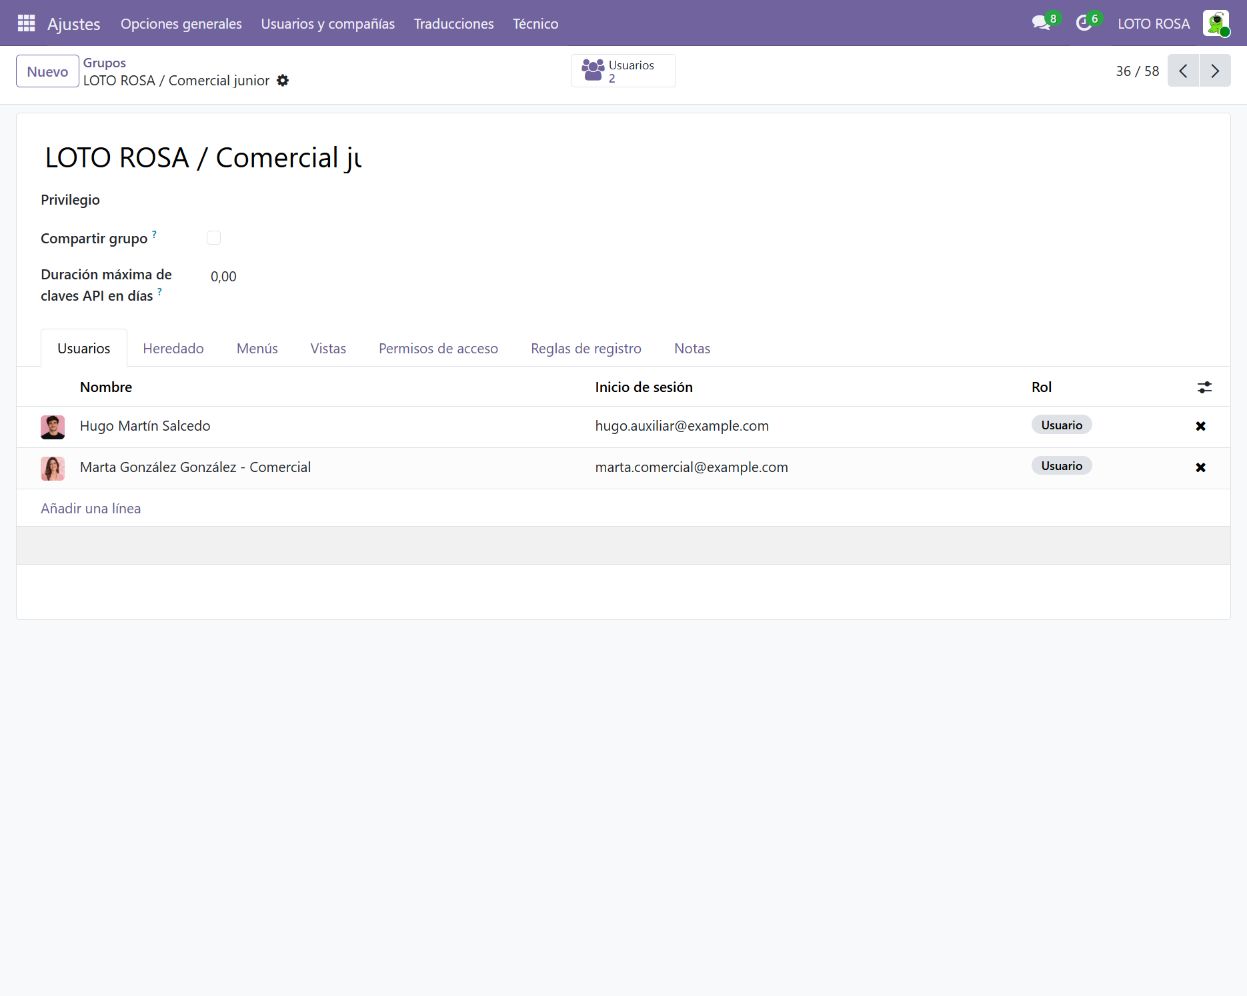 Ajustes Opciones generales Usuarios y compañías Traducciones Técnico 8 6 LOTO ROSA
Nuevo
Grupos
LOTO ROSA / Comercial junior
Usuarios
2
36 / 58
LOTO ROSA / Comercial ju
Privilegio
Compartir grupo ?
Duración máxima de
claves API en días ?
0,00
Usuarios Heredado Menús Vistas Permisos de acceso Reglas de registro Notas
Nombre Inicio de sesión Rol
Hugo Martín Salcedo hugo.auxiliar@example.com Usuario
Marta González González - Comercial marta.comercial@example.com Usuario
Añadir una línea